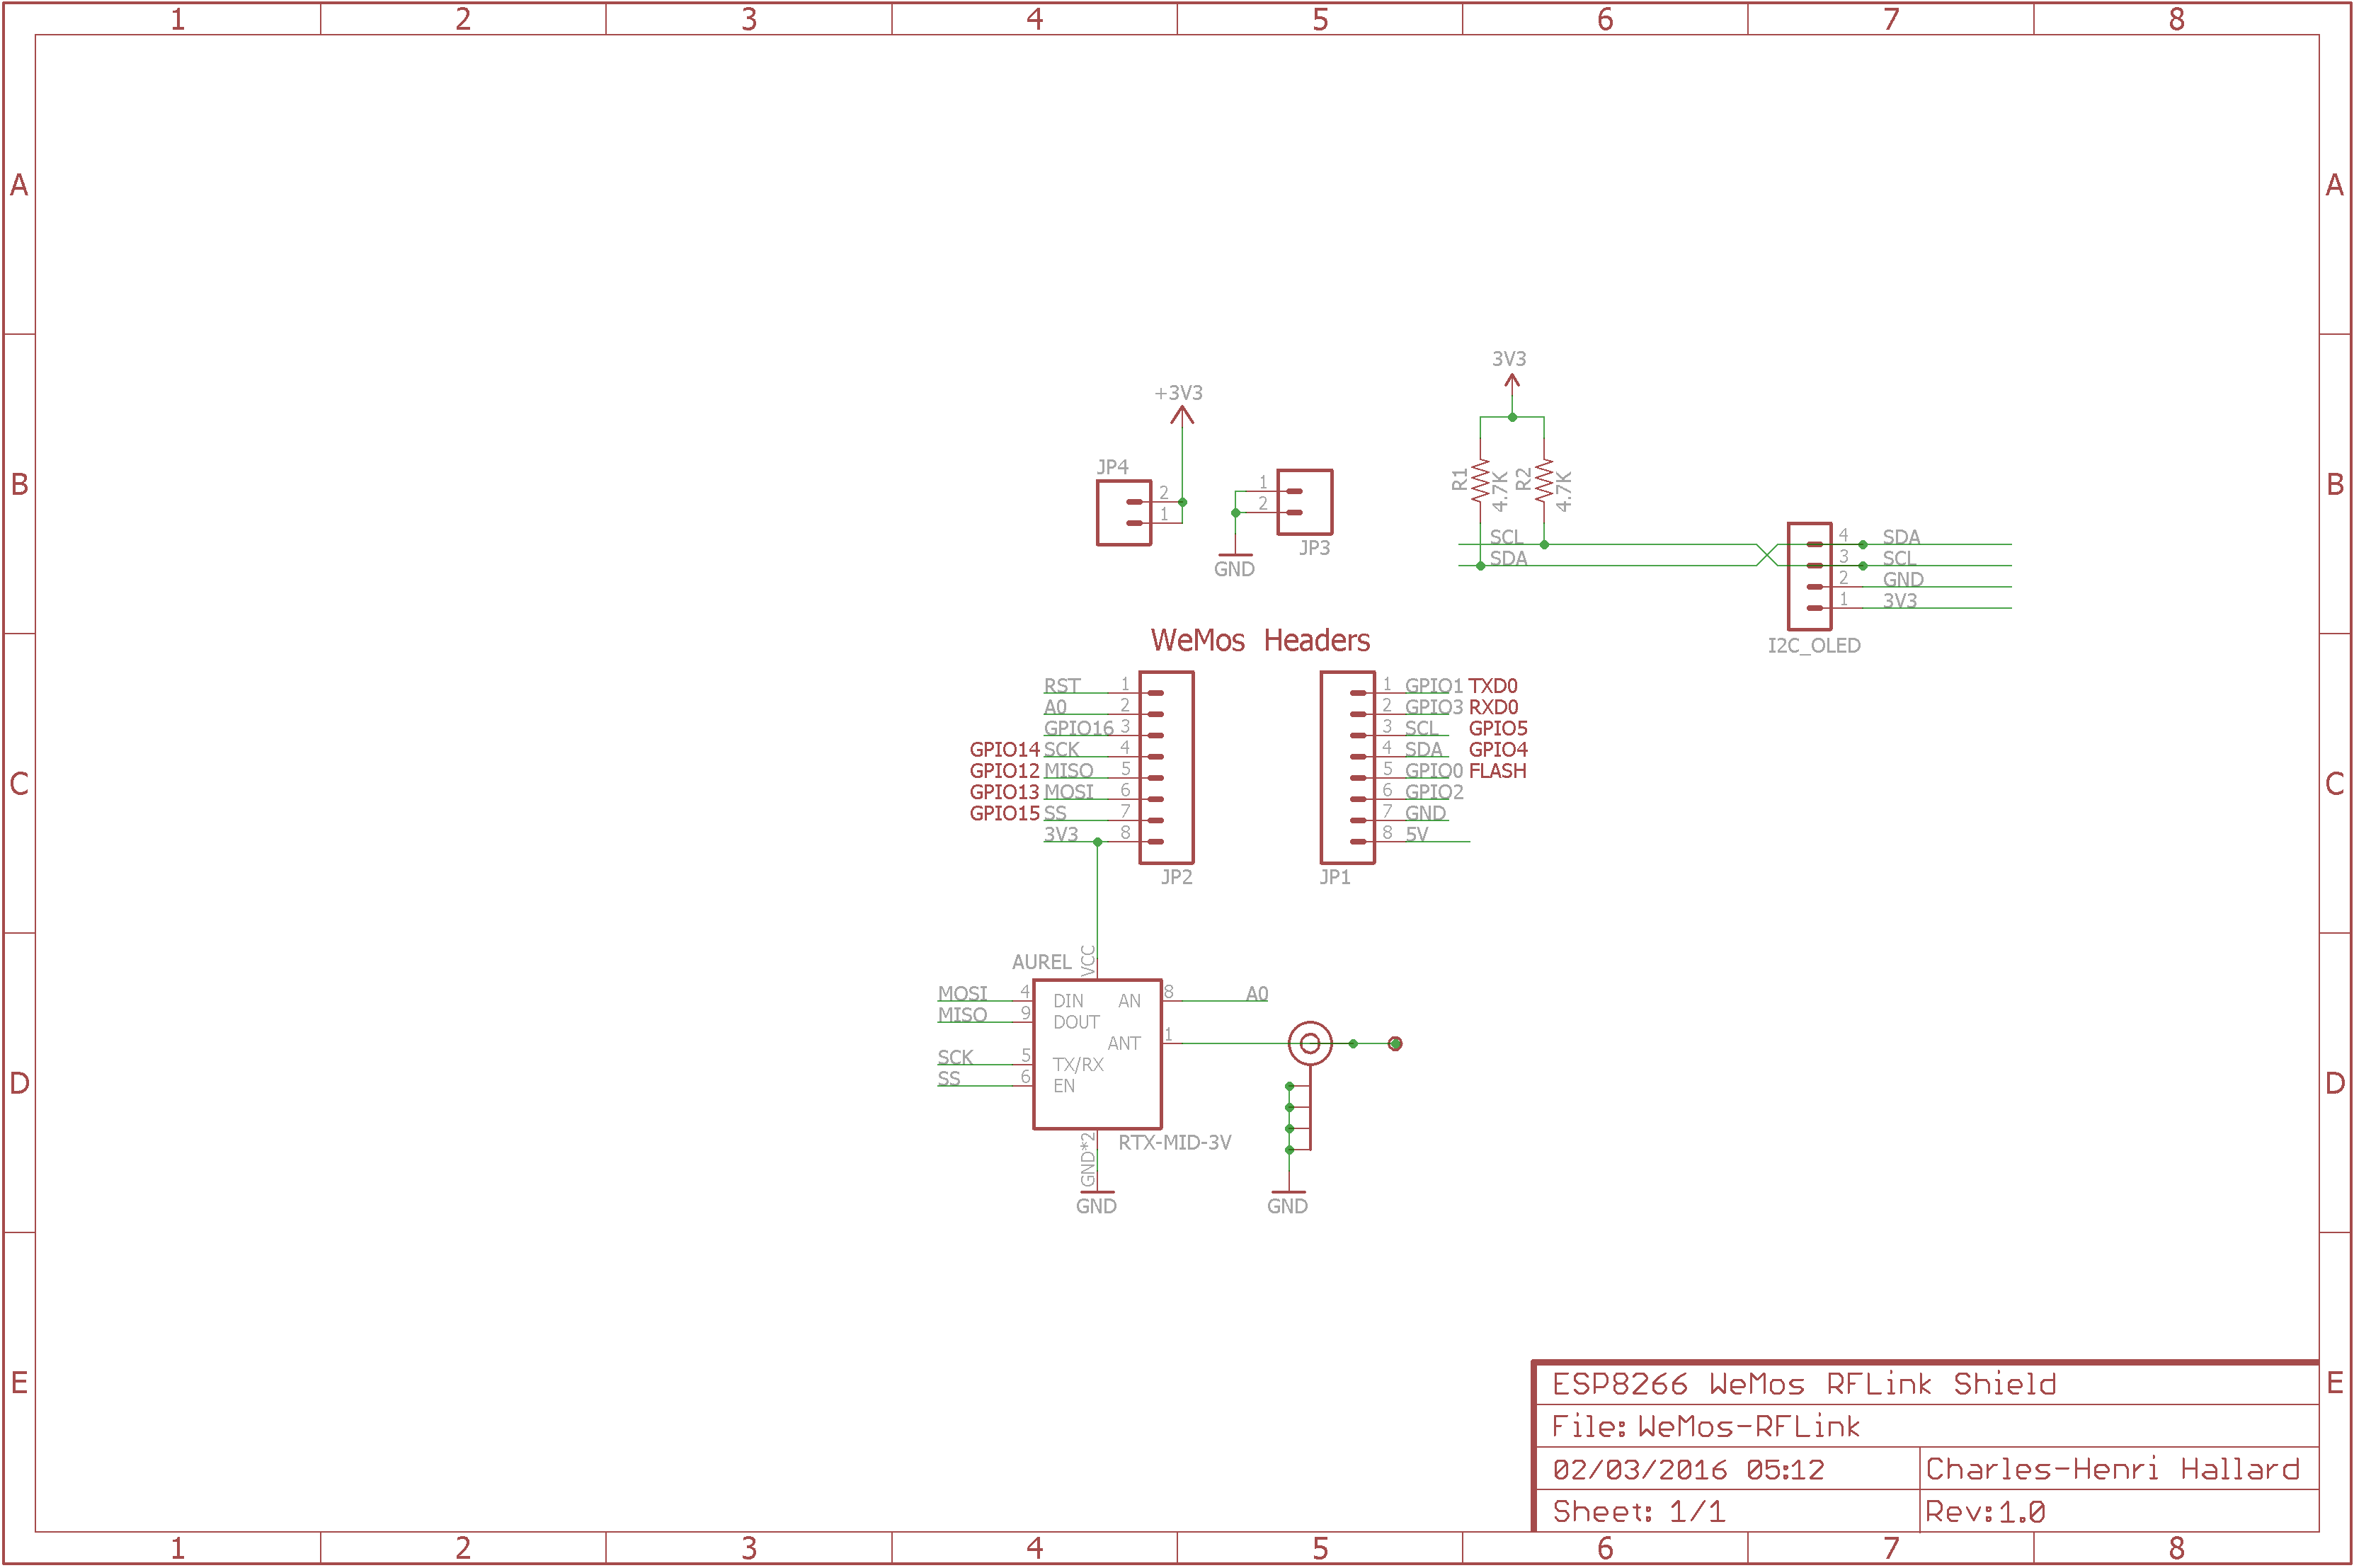 1 2 3 4 5 6 7 8
A A
B B
C C
D D
E E
+3V3
JP4
2
1
1
2
JP3
GND
3V3
R1
4.7K
R2
4.7K
SCL
SDA
4 SDA
3 SCL
2 GND
1 3V3
I2C_OLED
WeMos Headers
RST 1
A0 2
GPIO16 3
GPIO14 SCK 4
GPIO12 MISO 5
GPIO13 MOSI 6
GPIO15 SS 7
3V3 8
JP2
1 GPIO1 TXD0
2 GPIO3 RXD0
3 SCL GPIO5
4 SDA GPIO4
5 GPIO0 FLASH
6 GPIO2
7 GND
8 5V
JP1
AUREL
VCC
MOSI 4 DIN AN 8 A0
MISO 9 DOUT
ANT 1
SCK 5 TX/RX
SS 6 EN
GND*2
RTX-MID-3V
GND
GND
ESP8266 WeMos RFLink Shield
File: WeMos-RFLink
02/03/2016 05:12
Charles-Henri Hallard
Sheet: 1/1
Rev:1.0
1 2 3 4 5 6 7 8